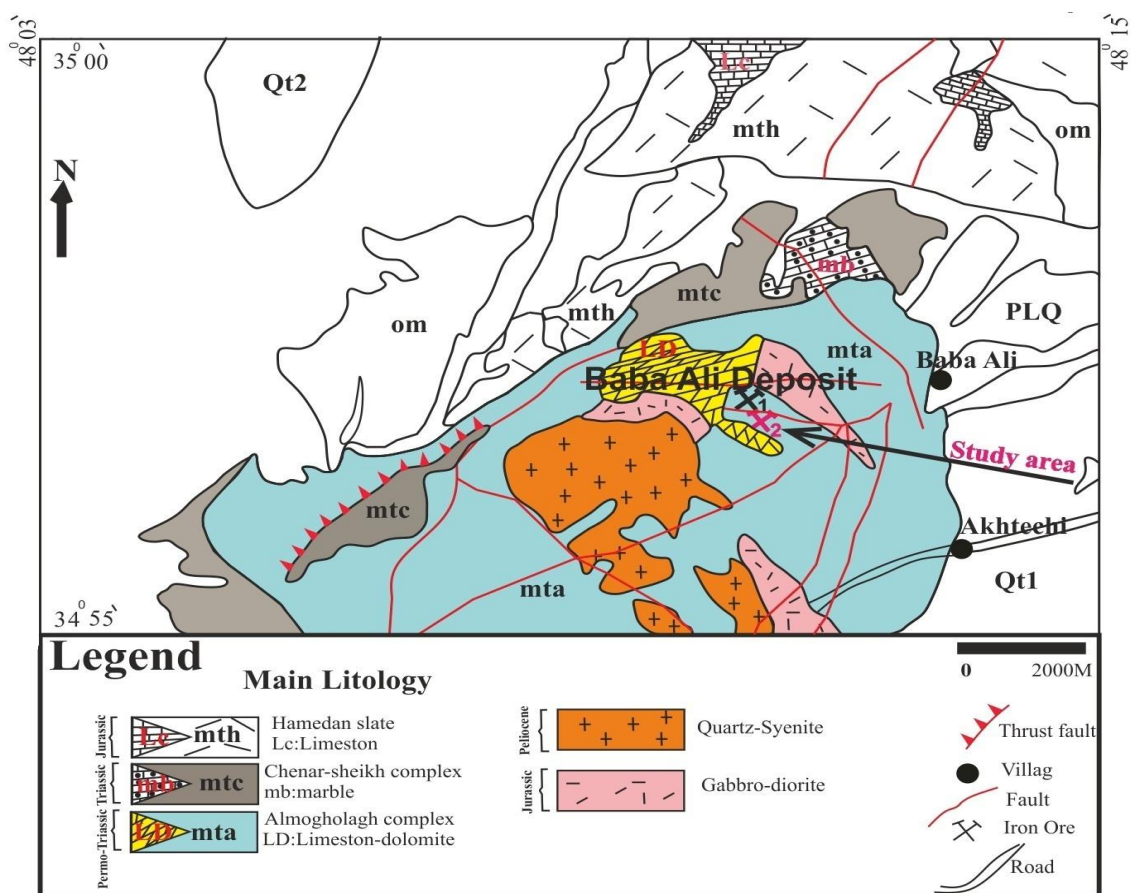 48° 03`
35° 00`
48° 15`
Qt2
Lc
mth
om
N
mb
mtc
mth
om
PLQ
mta
LD
Baba Ali
Baba Ali Deposit
1
2
Study area
mtc
Akhtechi
mta
Qt1
34° 55`
Legend
Main Litology
0 2000M
Jurassic
Lc mth
Hamedan slate
Lc:Limeston
Triassic
mb mtc
Chenar-sheikh complex
mb:marble
Permo-Triassic
LD mta
Almogholagh complex
LD:Limeston-dolomite
Peliocene
Quartz-Syenite
Jurassic
Gabbro-diorite
Thrust fault
Villag
Fault
Iron Ore
Road